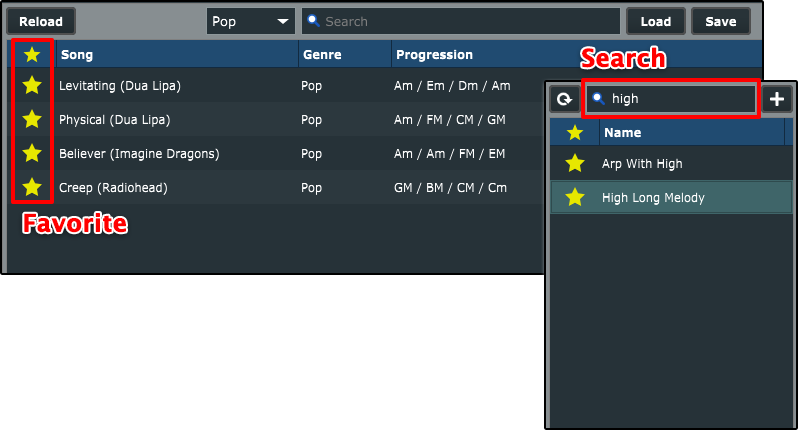 Reload Pop Search Load Save
Song Genre Progression
Levitating (Dua Lipa) Pop Am / Em / Dm / Am
Physical (Dua Lipa) Pop Am / FM / CM / GM
Believer (Imagine Dragons) Pop Am / Am / FM / EM
Creep (Radiohead) Pop GM / BM / CM / Cm
Favorite
Search
high
Name
Arp With High
High Long Melody